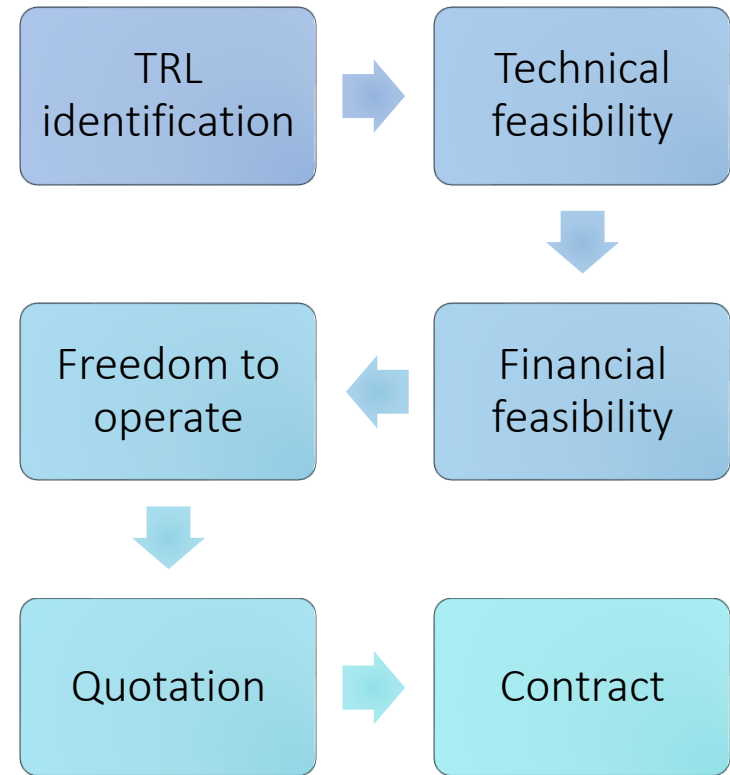 TRL
identification
Technical
feasibility
Financial
feasibility
Freedom to
operate
Quotation
Contract